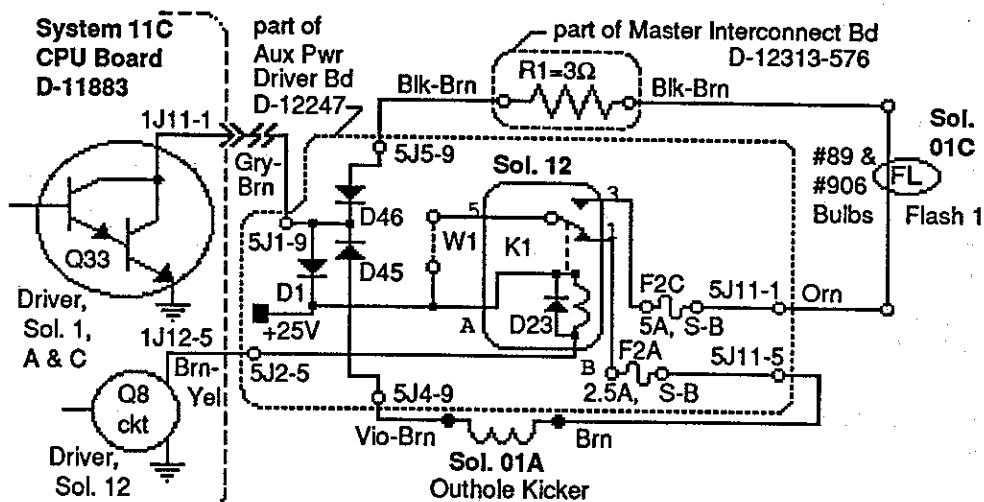 System 11C
CPU Board
D-11883
part of
Aux Pwr
Driver Bd
D-12247
part of Master Interconnect Bd
D-12313-576
R1=3Ω
Blk-Brn
Blk-Brn
1J11-1
Gry-
Brn
5J5-9
Sol. 12
Sol.
01C
#89 &
#906
Bulbs
FL
Flash 1
D46
5
3
W1
K1
1
Q33
5J1-9
D45
D1
+25V
A
D23
F2C
5A, S-B
5J11-1
Orn
Driver,
Sol. 1,
A & C
1J12-5
Brn-
Yel
5J2-5
B
F2A
2.5A, S-B
5J11-5
Q8
ckt
5J4-9
Vio-Brn
Brn
Driver,
Sol. 12
Sol. 01A
Outhole Kicker